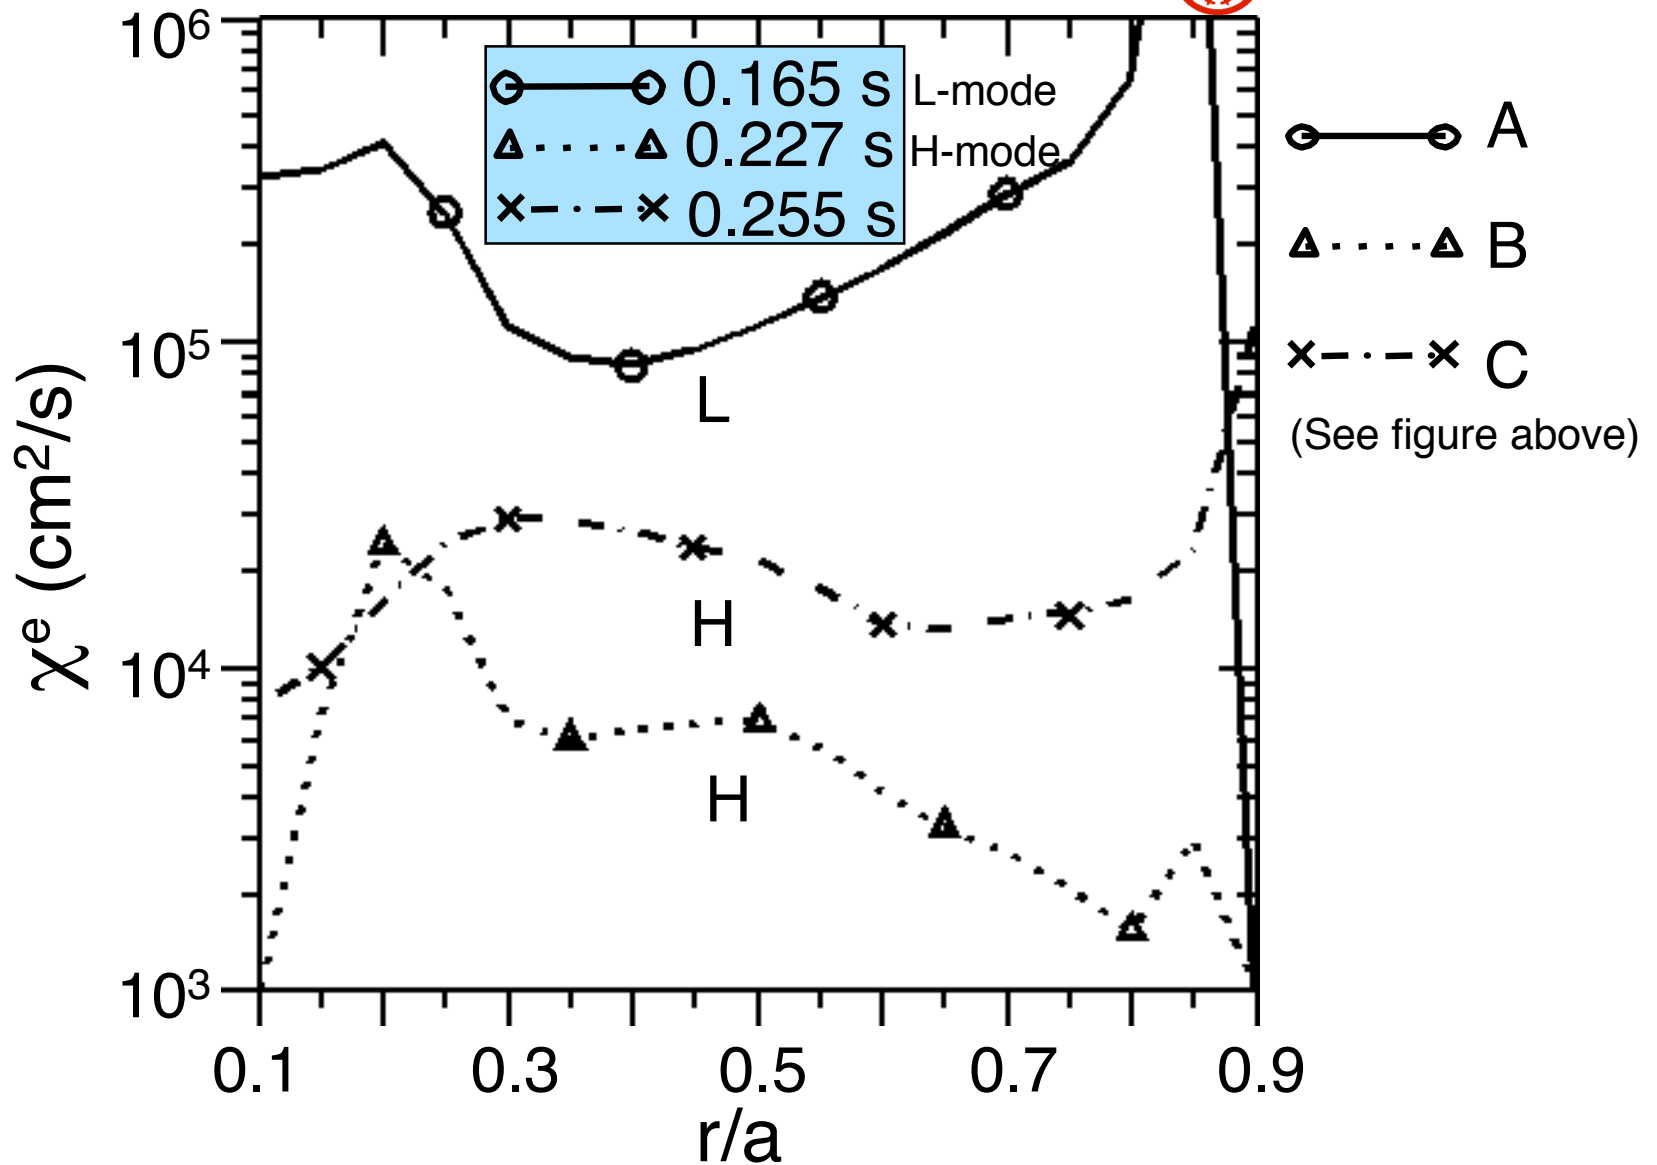 10⁶
10⁵
10⁴
10³
χᵉ (cm²/s)
0.165 s L-mode
0.227 s H-mode
0.255 s
A
B
C
(See figure above)
L
H
H
0.1 0.3 0.5 0.7 0.9
r/a